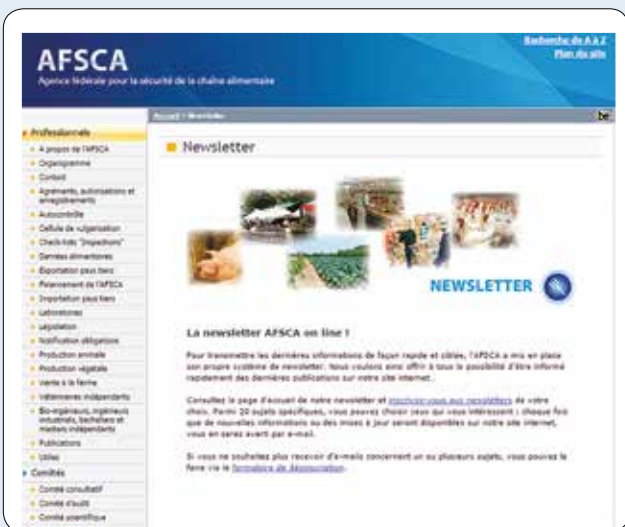 Recherche de A à Z
Plan du site
AFSCA
Agence fédérale pour la sécurité de la chaîne alimentaire
Accueil > Newsletter
be
Professionnels
A propos de l'AFSCA
Organigramme
Contact
Agréments, autorisations et
enregistrements
Autocontrôle
Cellule de vulgarisation
Check-lists "Inspections"
Denrées alimentaires
Exportation pays tiers
Financement de l'AFSCA
Importation pays tiers
Laboratoires
Législation
Notification obligatoire
Production animale
Production végétale
Vente à la ferme
Vétérinaires indépendants
Bio-ingénieurs, ingénieurs
industriels, bacheliers et
masters indépendants
Publications
Utiles
Comités
Comité consultatif
Comité d'audit
Comité scientifique
Newsletter
NEWSLETTER
La newsletter AFSCA on line !
Pour transmettre les dernières informations de façon rapide et ciblée, l'AFSCA a mis en place
son propre système de newsletter. Nous voulons ainsi offrir à tous la possibilité d'être informé
rapidement des dernières publications sur notre site internet.
Consultez la page d'accueil de notre newsletter et inscrivez-vous aux newsletters de votre
choix. Parmi 20 sujets spécifiques, vous pouvez choisir ceux qui vous intéressent : chaque fois
que de nouvelles informations ou des mises à jour seront disponibles sur notre site internet,
vous en serez averti par e-mail.
Si vous ne souhaitez plus recevoir d'e-mails concernant un ou plusieurs sujets, vous pouvez le
faire via le formulaire de désinscription.